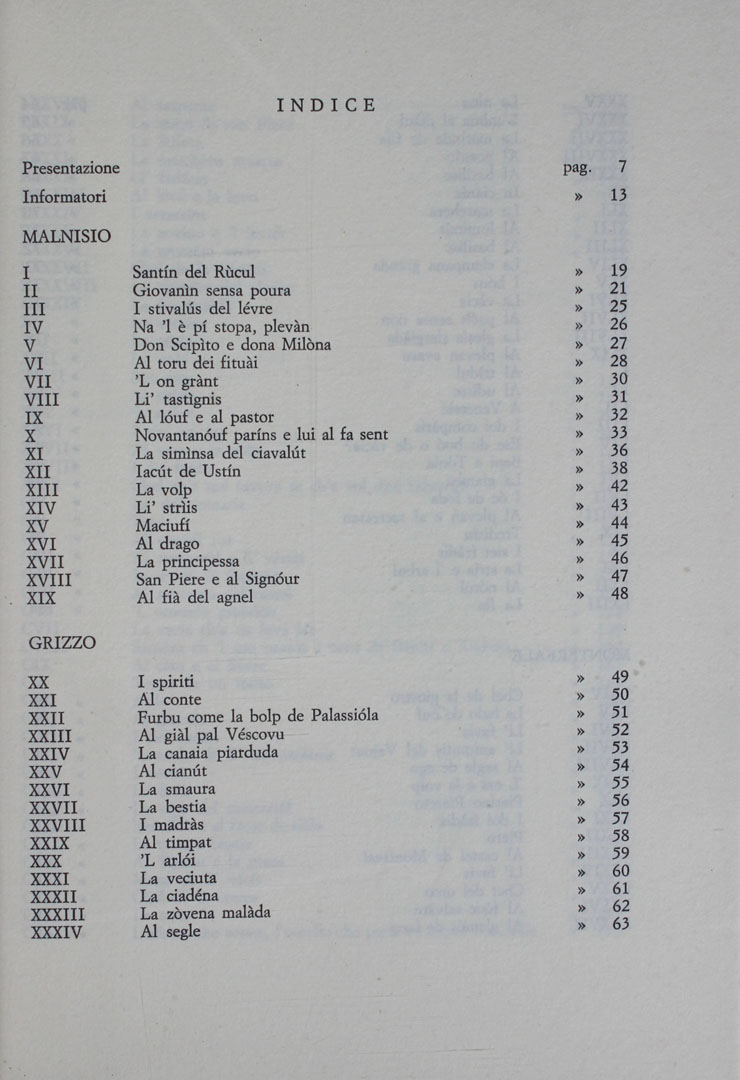 INDICE
Presentazione pag. 7
Informatori » 13
MALNISIO
I Santín del Rùcul » 19
II Giovanìn sensa poura » 21
III I stivalús del lévre » 25
IV Na 'l è pí stopa, plevàn » 26
V Don Scipìto e dona Milòna » 27
VI Al toru dei fituài » 28
VII 'L on grànt » 30
VIII Li' tastìgnis » 31
IX Al lóuf e al pastor » 32
X Novantanóuf paríns e lui al fa sent » 33
XI La simìnsa del ciavalút » 36
XII Iacút de Ustín » 38
XIII La volp » 42
XIV Li' strìis » 43
XV Maciufí » 44
XVI Al drago » 45
XVII La principessa » 46
XVIII San Piere e al Signóur » 47
XIX Al fià del agnel » 48
GRIZZO
XX I spiriti » 49
XXI Al conte » 50
XXII Furbu come la bolp de Palassióla » 51
XXIII Al giàl pal Véscovu » 52
XXIV La canaia piarduda » 53
XXV Al cianút » 54
XXVI La smaura » 55
XXVII La bestia » 56
XXVIII I madràs » 57
XXIX Al timpat » 58
XXX 'L arlói » 59
XXXI La veciuta » 60
XXXII La ciadéna » 61
XXXIII La zòvena malàda » 62
XXXIV Al segle » 63